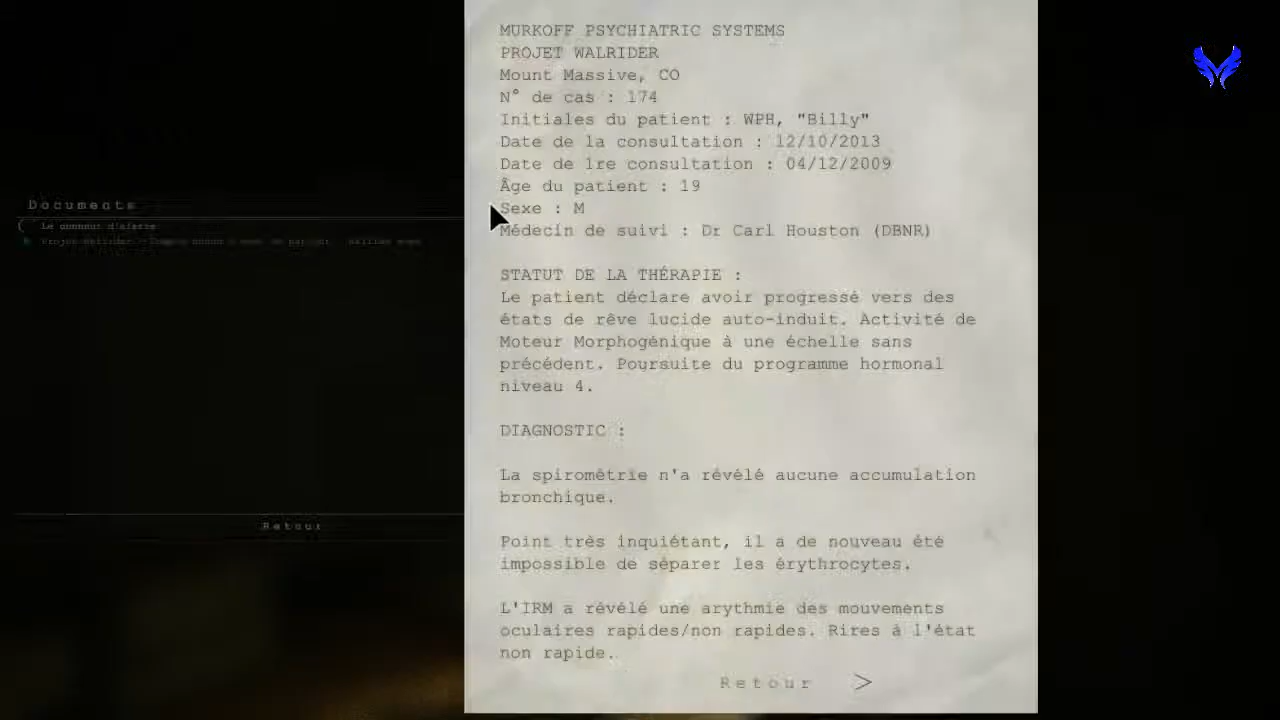 MURKOFF PSYCHIATRIC SYSTEMS
PROJET WALRIDER
Mount Massive, CO
N° de cas : 174
Initiales du patient : WPH, "Billy"
Date de la consultation : 12/10/2013
Date de 1re consultation : 04/12/2009
Âge du patient : 19
Documents
Sexe : M
Le
Médecin de suivi : Dr Carl Houston (DBNR)
STATUT DE LA THÉRAPIE :
Le patient déclare avoir progressé vers des
états de rêve lucide auto-induit. Activité de
Moteur Morphogénique à une échelle sans
précédent. Poursuite du programme hormonal
niveau 4.
DIAGNOSTIC :
La spirométrie n'a révélé aucune accumulation
bronchique.
Retour
Point très inquiétant, il a de nouveau été
impossible de séparer les érythrocytes.
L'IRM a révélé une arythmie des mouvements
oculaires rapides/non rapides. Rires à l'état
non rapide.
Retour >